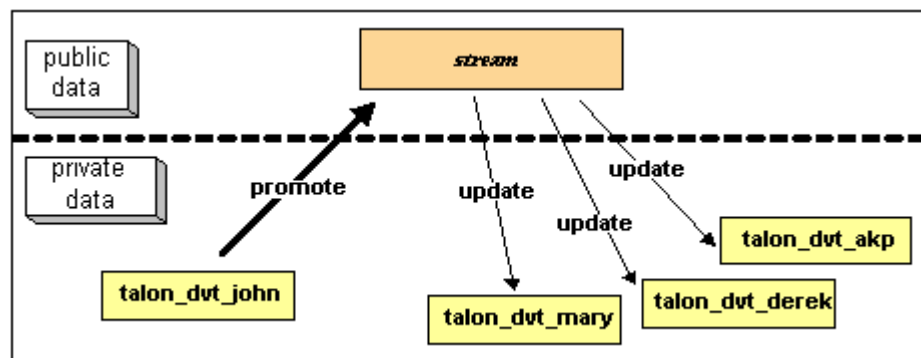 public
data
stream
private
data
promote
update
update
update
talon_dvt_akp
talon_dvt_john
talon_dvt_mary
talon_dvt_derek